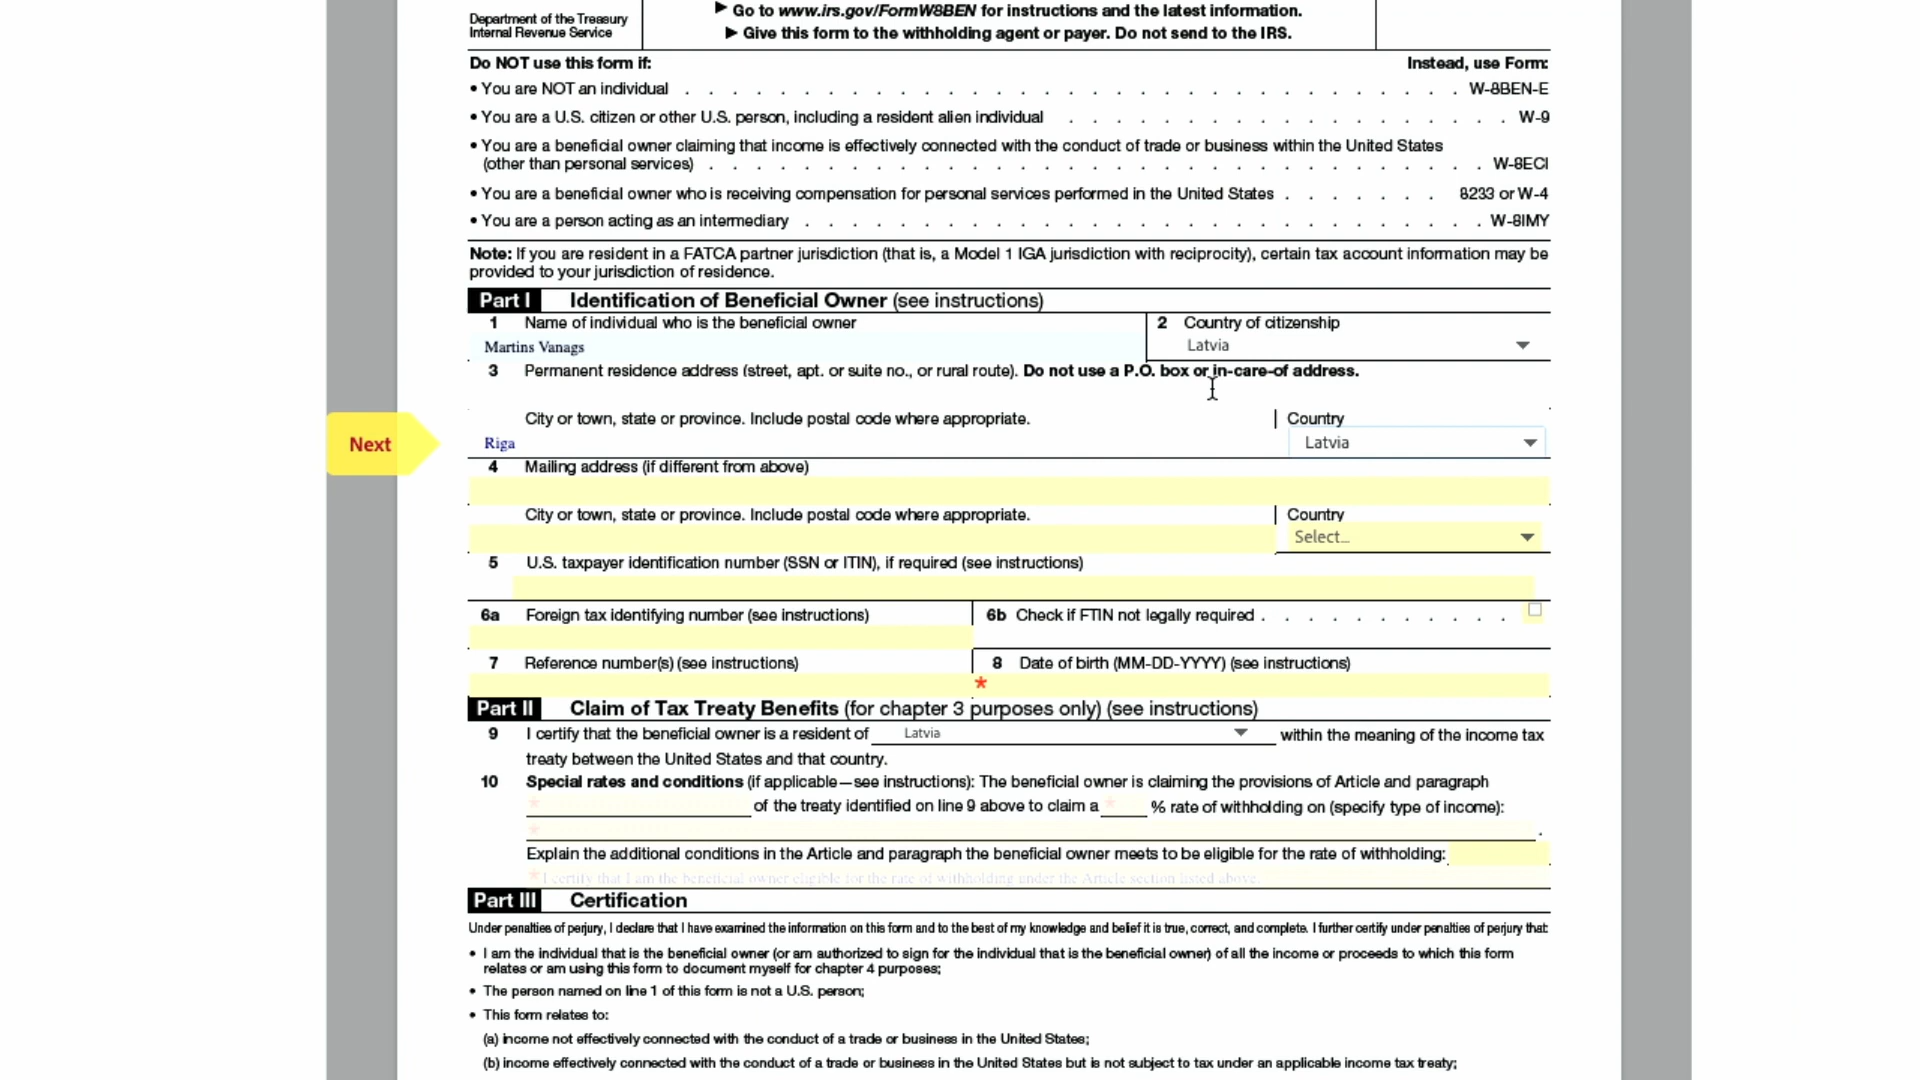 Department of the Treasury
Internal Revenue Service
▶ Go to www.irs.gov/FormW8BEN for instructions and the latest information.
▶ Give this form to the withholding agent or payer. Do not send to the IRS.
Do NOT use this form if: Instead, use Form:
• You are NOT an individual . . . . . . . . . . . . . . . . . . . . . . . . . . . . . . . . . W-8BEN-E
• You are a U.S. citizen or other U.S. person, including a resident alien individual . . . . . . . . . . . . . . . . . . W-9
• You are a beneficial owner claiming that income is effectively connected with the conduct of trade or business within the United States
(other than personal services) . . . . . . . . . . . . . . . . . . . . . . . . . . . . . . . . . W-8ECI
• You are a beneficial owner who is receiving compensation for personal services performed in the United States . . . . . . . 8233 or W-4
• You are a person acting as an intermediary . . . . . . . . . . . . . . . . . . . . . . . . . . . . W-8IMY
Note: If you are resident in a FATCA partner jurisdiction (that is, a Model 1 IGA jurisdiction with reciprocity), certain tax account information may be
provided to your jurisdiction of residence.
Part I Identification of Beneficial Owner (see instructions)
1 Name of individual who is the beneficial owner
Martins Vanags
2 Country of citizenship
Latvia
3 Permanent residence address (street, apt. or suite no., or rural route). Do not use a P.O. box or in-care-of address.
City or town, state or province. Include postal code where appropriate. Country
Next
Riga Latvia
4 Mailing address (if different from above)
City or town, state or province. Include postal code where appropriate. Country
Select...
5 U.S. taxpayer identification number (SSN or ITIN), if required (see instructions)
6a Foreign tax identifying number (see instructions) 6b Check if FTIN not legally required . . . . . . . . . . .
7 Reference number(s) (see instructions) 8 Date of birth (MM-DD-YYYY) (see instructions)
*
Part II Claim of Tax Treaty Benefits (for chapter 3 purposes only) (see instructions)
9 I certify that the beneficial owner is a resident of Latvia within the meaning of the income tax
treaty between the United States and that country.
10 Special rates and conditions (if applicable—see instructions): The beneficial owner is claiming the provisions of Article and paragraph
* of the treaty identified on line 9 above to claim a * % rate of withholding on (specify type of income):
* .
Explain the additional conditions in the Article and paragraph the beneficial owner meets to be eligible for the rate of withholding:
* I certify that I am the beneficial owner eligible for the rate of withholding under the Article section listed above.
Part III Certification
Under penalties of perjury, I declare that I have examined the information on this form and to the best of my knowledge and belief it is true, correct, and complete. I further certify under penalties of perjury that:
• I am the individual that is the beneficial owner (or am authorized to sign for the individual that is the beneficial owner) of all the income or proceeds to which this form
relates or am using this form to document myself for chapter 4 purposes;
• The person named on line 1 of this form is not a U.S. person;
• This form relates to:
(a) income not effectively connected with the conduct of a trade or business in the United States;
(b) income effectively connected with the conduct of a trade or business in the United States but is not subject to tax under an applicable income tax treaty;